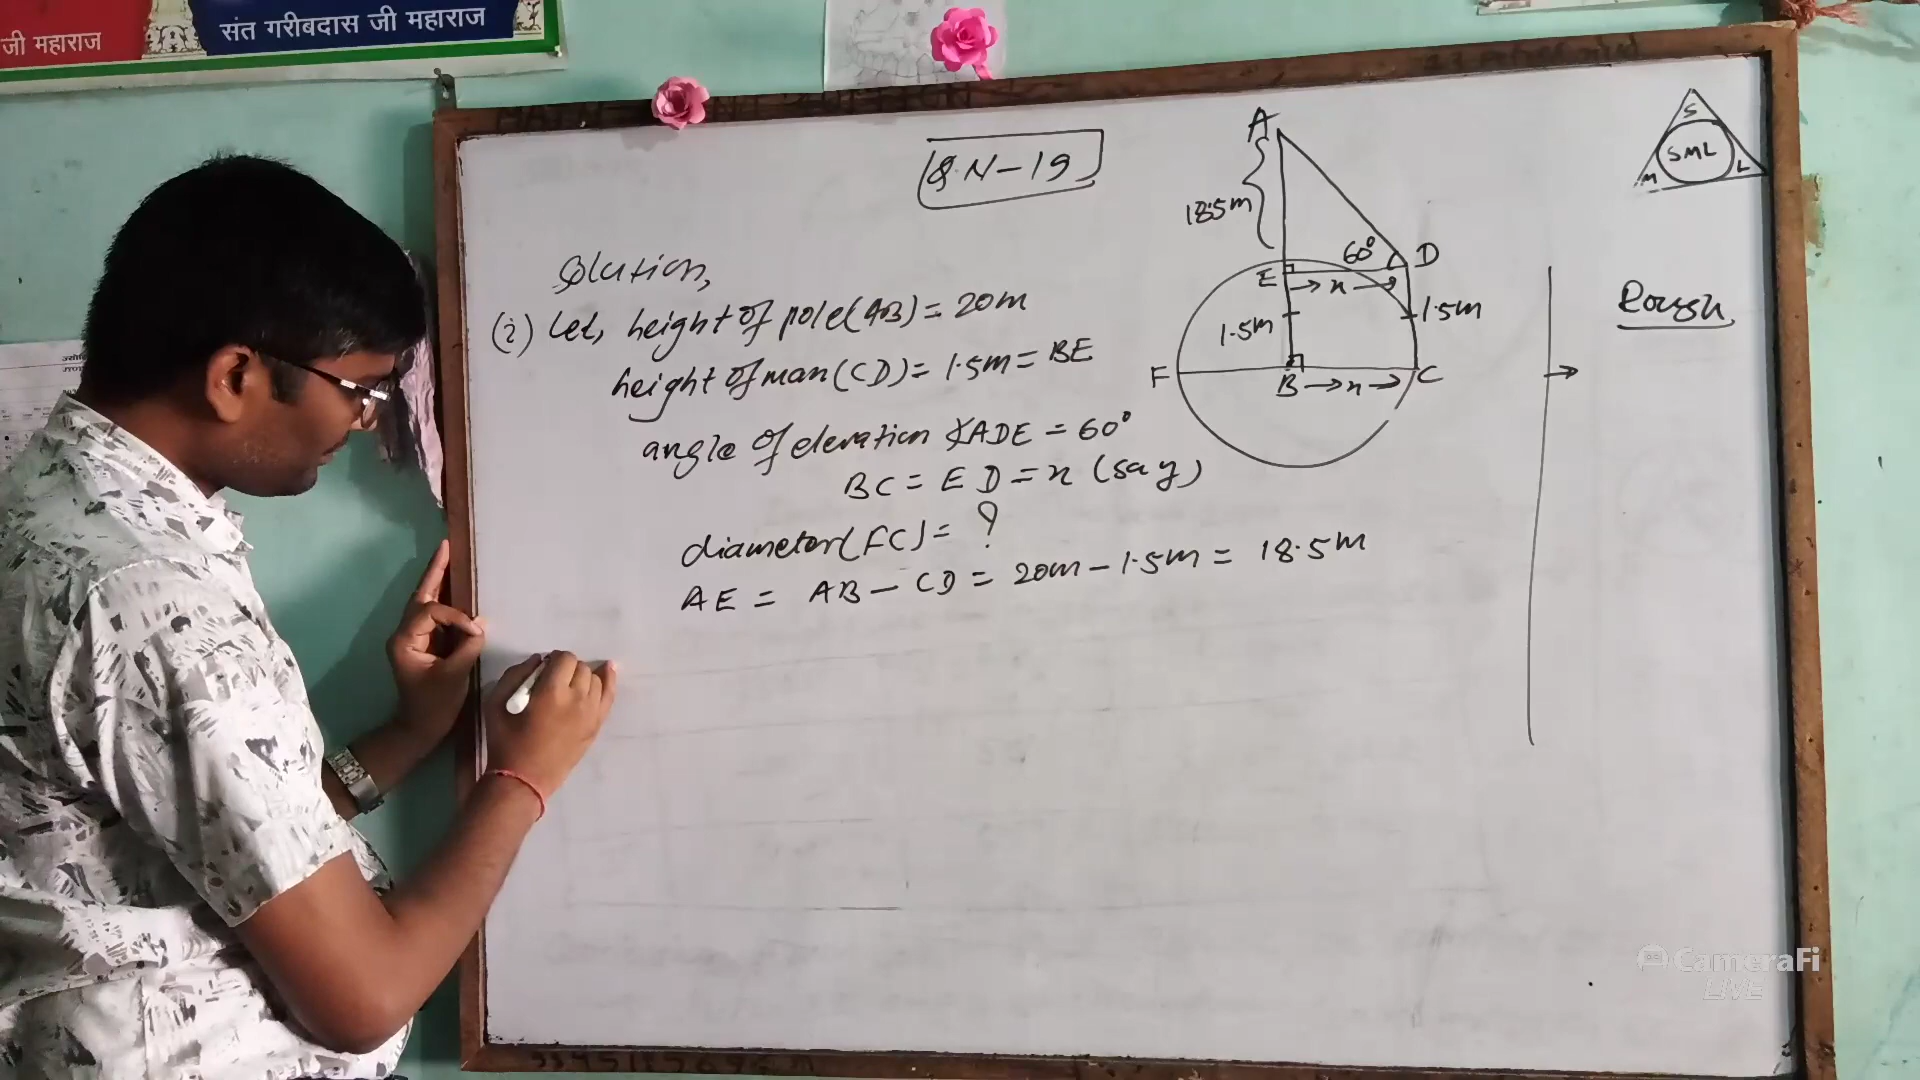 जी महाराज
संत गरीबदास जी महाराज
Q.N-19
S
SML
M
L
A
18.5m
60°
D
E
→ x →
1.5m
1.5m
F
B → x → C
Rough
→
Solution,
(i) Let, height of pole (AB) = 20m
height of man (CD) = 1.5m = BE
angle of elevation ∠ADE = 60°
BC = ED = x (say)
diameter (FC) = ?
AE = AB - CD = 20m - 1.5m = 18.5m
CameraFi
LIVE